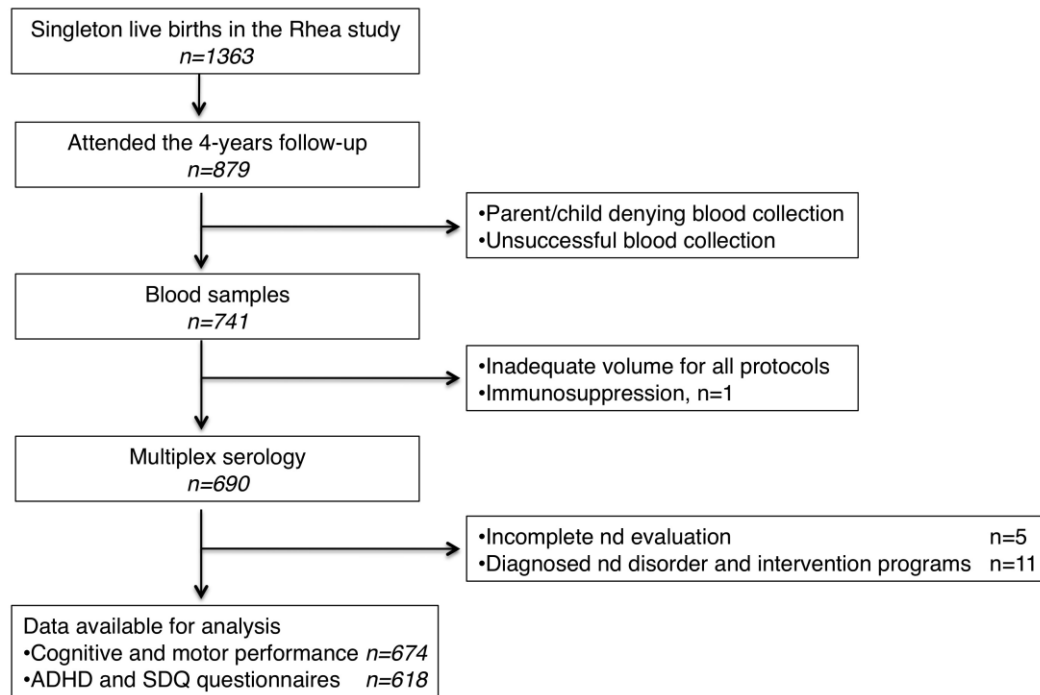 Singleton live births in the Rhea study
n=1363
Attended the 4-years follow-up
n=879
•Parent/child denying blood collection
•Unsuccessful blood collection
Blood samples
n=741
•Inadequate volume for all protocols
•Immunosuppression, n=1
Multiplex serology
n=690
•Incomplete nd evaluation n=5
•Diagnosed nd disorder and intervention programs n=11
Data available for analysis
•Cognitive and motor performance n=674
•ADHD and SDQ questionnaires n=618